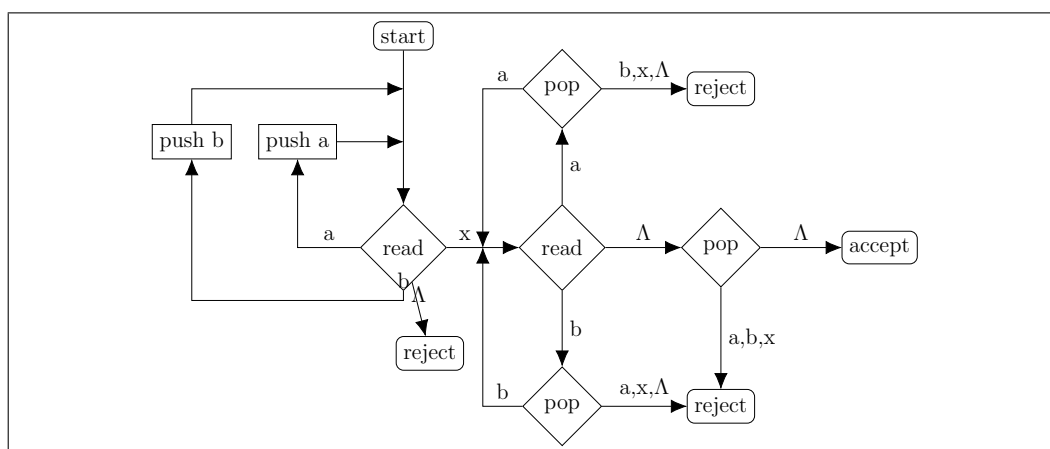 start
a
pop
b,x,Λ
reject
push b
push a
a
a
read
x
read
Λ
pop
Λ
accept
b
Λ
b
a,b,x
reject
b
pop
a,x,Λ
reject